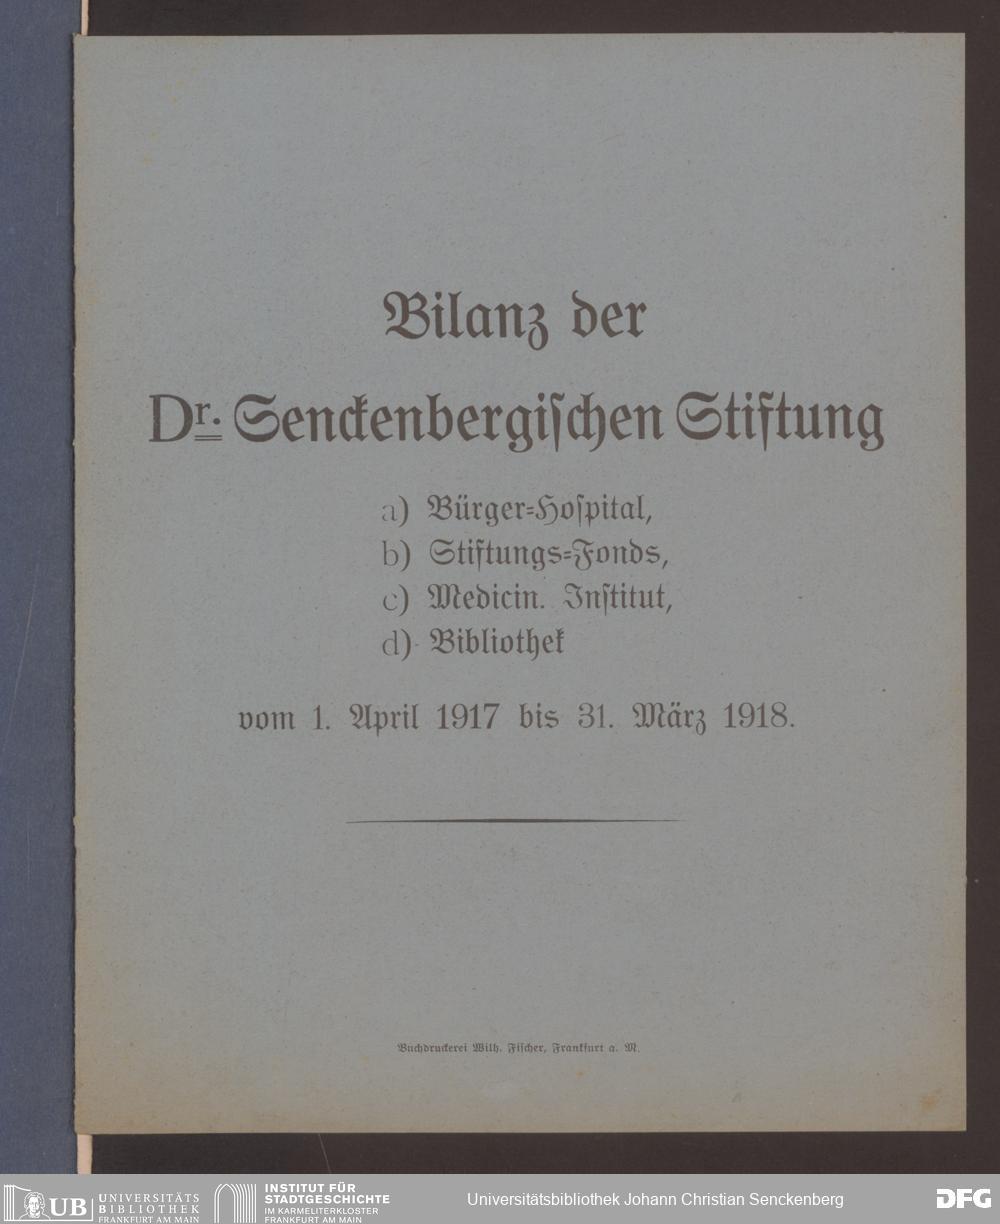 Bilanz der
Dr. Senckenbergischen Stiftung
a) Bürger-Hospital,
b) Stiftungs-Fonds,
c) Medicin. Institut,
d) Bibliothek
vom 1. April 1917 bis 31. März 1918.
Buchdruckerei Wilh. Fischer, Frankfurt a. M.
UB UNIVERSITÄTS
BIBLIOTHEK
FRANKFURT AM MAIN
INSTITUT FÜR
STADTGESCHICHTE
IM KARMELITERKLOSTER
FRANKFURT AM MAIN
Universitätsbibliothek Johann Christian Senckenberg
DFG